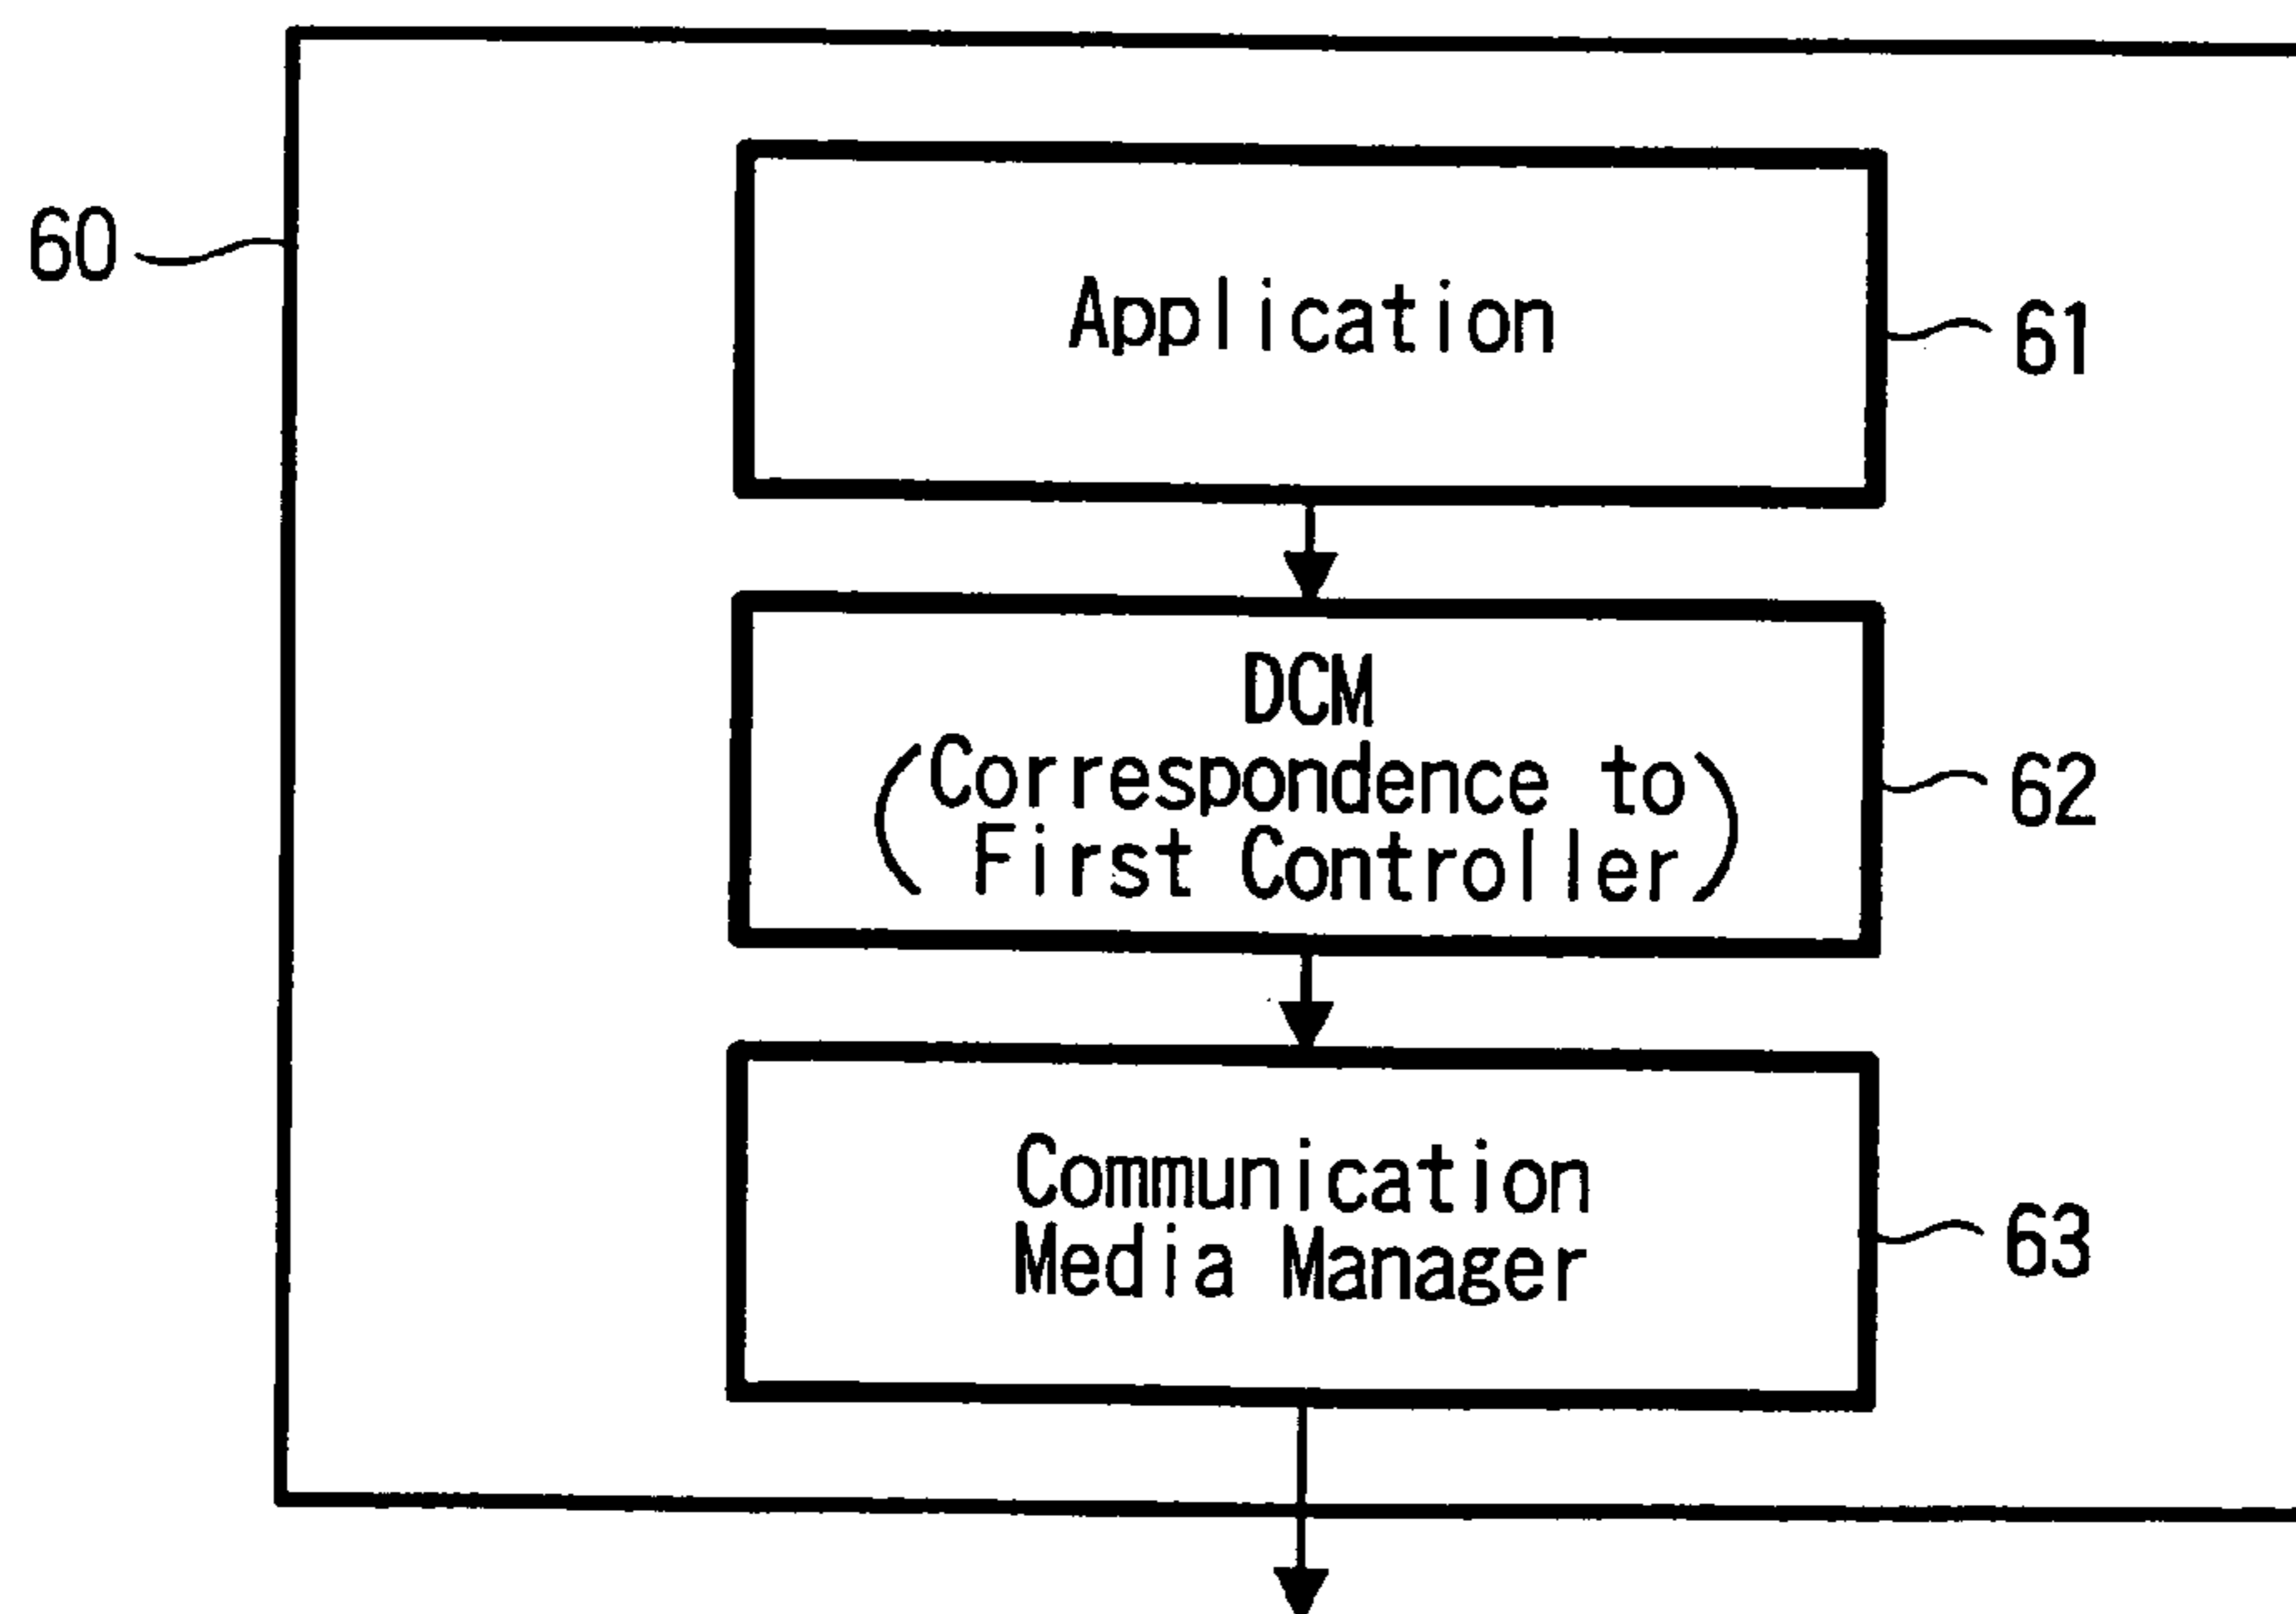 60
Application
61
DCM
(Correspondence to
First Controller)
62
Communication
Media Manager
63